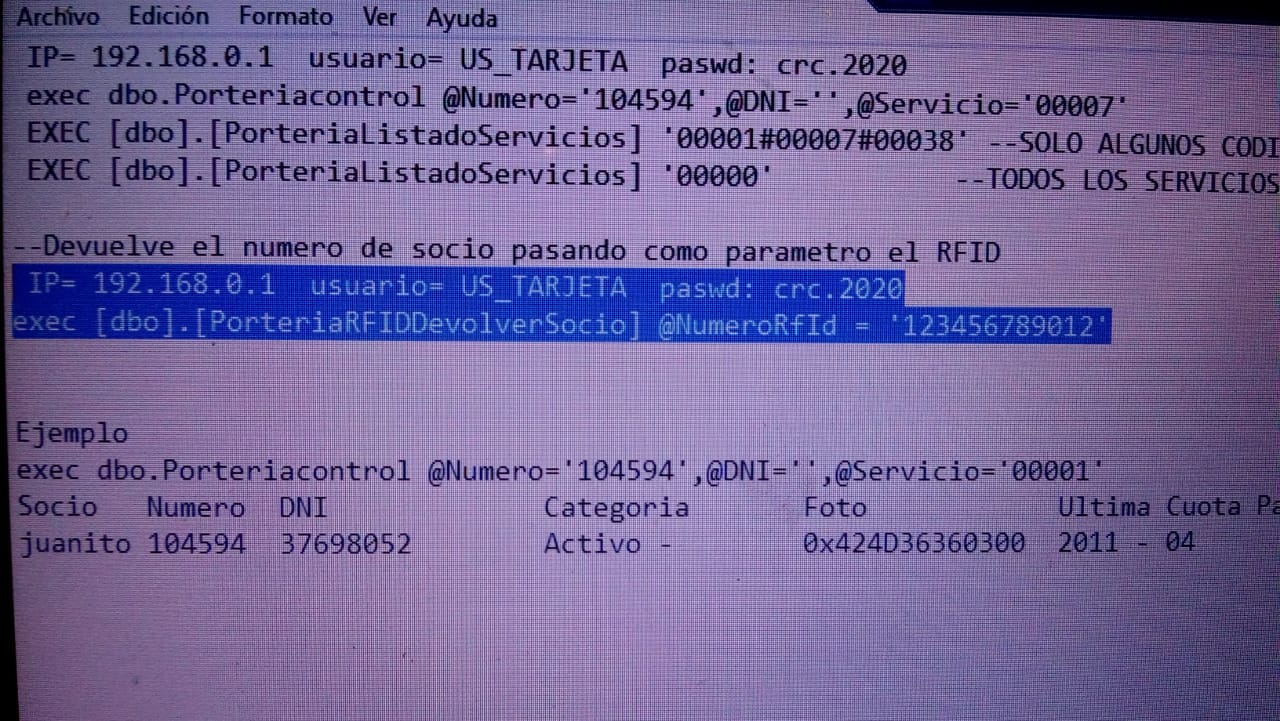 Archivo Edición Formato Ver Ayuda
IP= 192.168.0.1 usuario= US_TARJETA paswd: crc.2020
exec dbo.Porteriacontrol @Numero='104594',@DNI='',@Servicio='00007'
EXEC [dbo].[PorteriaListadoServicios] '00001#00007#00038' --SOLO ALGUNOS CODI
EXEC [dbo].[PorteriaListadoServicios] '00000' --TODOS LOS SERVICIOS
--Devuelve el numero de socio pasando como parametro el RFID
IP= 192.168.0.1 usuario= US_TARJETA paswd: crc.2020
exec [dbo].[PorteriaRFIDDevolverSocio] @NumeroRfId = '123456789012'
Ejemplo
exec dbo.Porteriacontrol @Numero='104594',@DNI='',@Servicio='00001'
Socio Numero DNI Categoria Foto Ultima Cuota Pa
juanito 104594 37698052 Activo - 0x424D36360300 2011 - 04